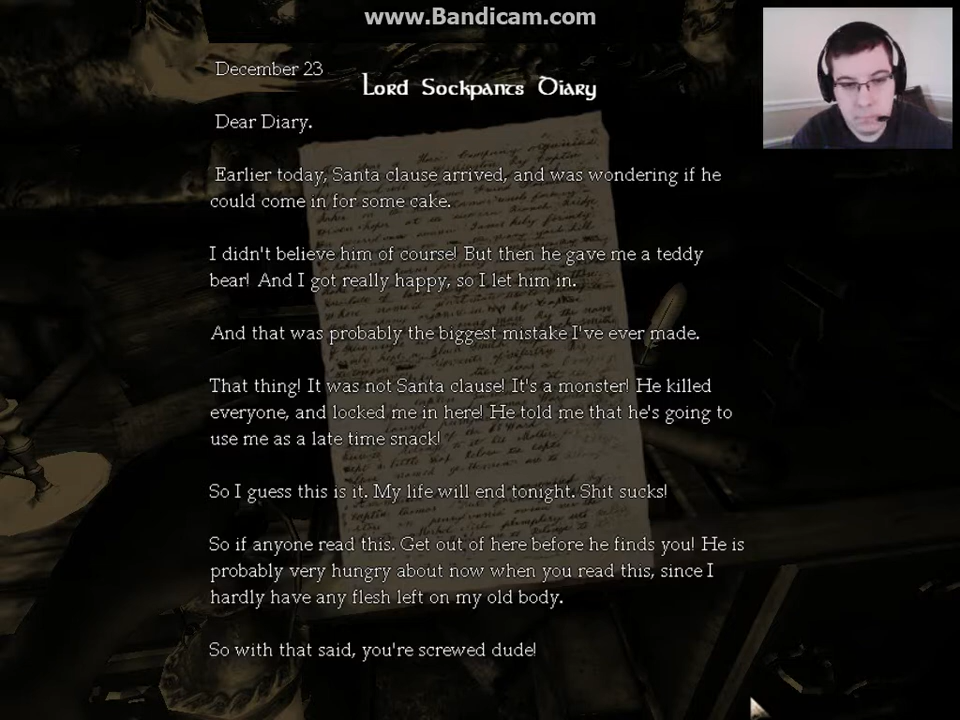 www.Bandicam.com
December 23
Lord Sockpants Diary
Dear Diary.
Earlier today, Santa clause arrived, and was wondering if he
could come in for some cake.
I didn't believe him of course! But then he gave me a teddy
bear! And I got really happy, so I let him in.
And that was probably the biggest mistake I've ever made.
That thing! It was not Santa clause! It's a monster! He killed
everyone, and locked me in here! He told me that he's going to
use me as a late time snack!
So I guess this is it. My life will end tonight. Shit sucks!
So if anyone read this. Get out of here before he finds you! He is
probably very hungry about now when you read this, since I
hardly have any flesh left on my old body.
So with that said, you're screwed dude!